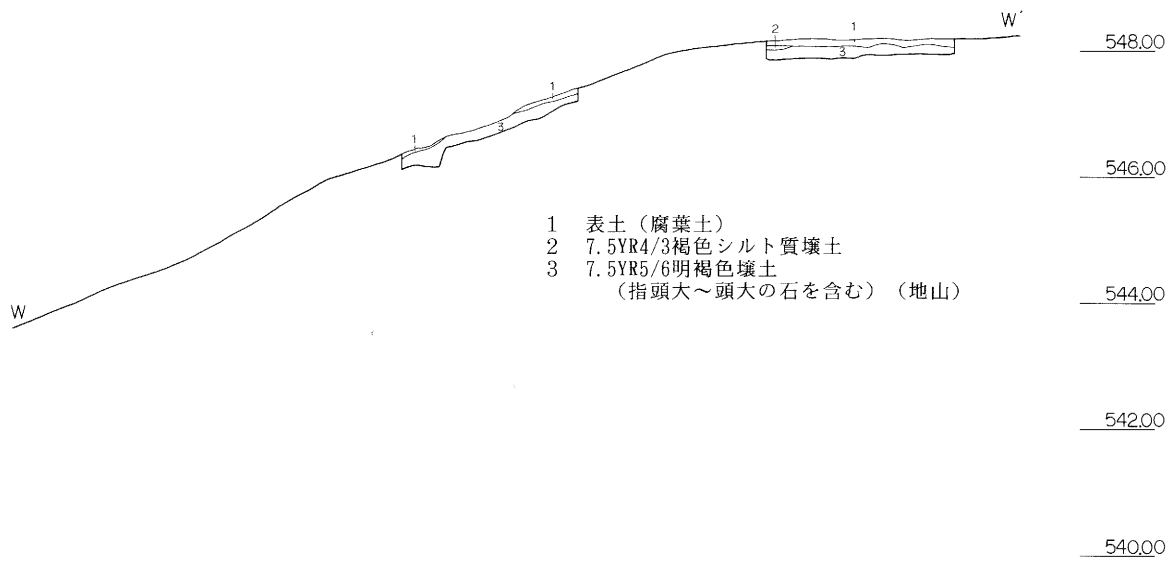 W´
2
1
548.00
3
1
3
1
546.00
1 表土（腐葉土）
2 7.5YR4/3褐色シルト質壌土
3 7.5YR5/6明褐色壌土
（指頭大～頭大の石を含む）（地山）
544.00
W
542.00
540.00